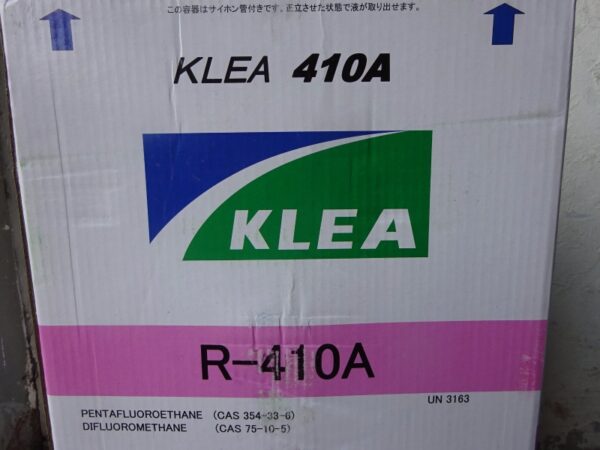 この容器はサイホン管付きです。正立させた状態で液が取り出せます。
KLEA 410A
KLEA
R-410A
UN 3163
PENTAFLUOROETHANE (CAS 354-33-6)
DIFLUOROMETHANE (CAS 75-10-5)